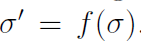 σ′ = f(σ).